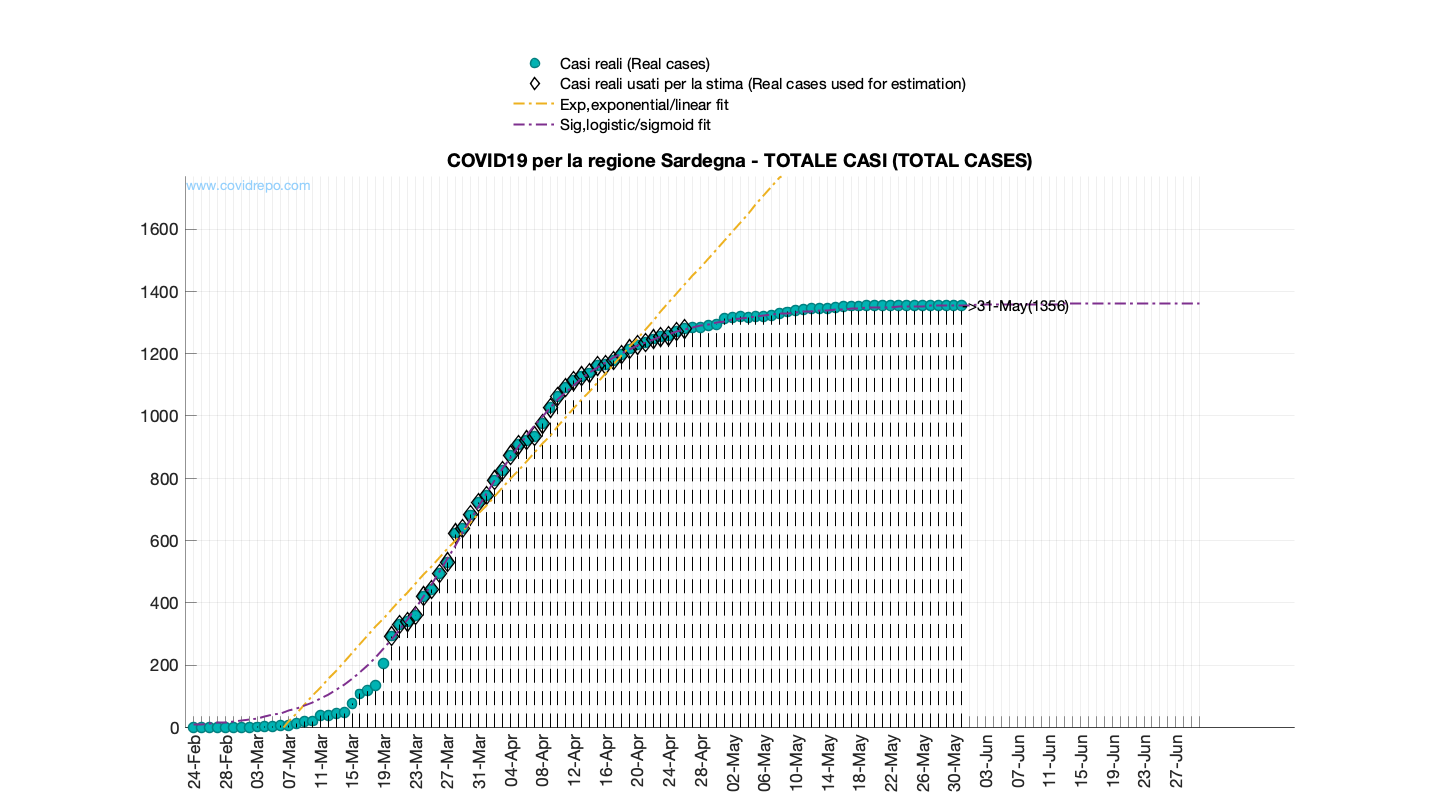 Casi reali (Real cases)
Casi reali usati per la stima (Real cases used for estimation)
Exp,exponential/linear fit
Sig,logistic/sigmoid fit
COVID19 per la regione Sardegna - TOTALE CASI (TOTAL CASES)
www.covidrepo.com
1600
1400
->31-May(1356)
1200
1000
800
600
400
200
0
24-Feb
28-Feb
03-Mar
07-Mar
11-Mar
15-Mar
19-Mar
23-Mar
27-Mar
31-Mar
04-Apr
08-Apr
12-Apr
16-Apr
20-Apr
24-Apr
28-Apr
02-May
06-May
10-May
14-May
18-May
22-May
26-May
30-May
03-Jun
07-Jun
11-Jun
15-Jun
19-Jun
23-Jun
27-Jun